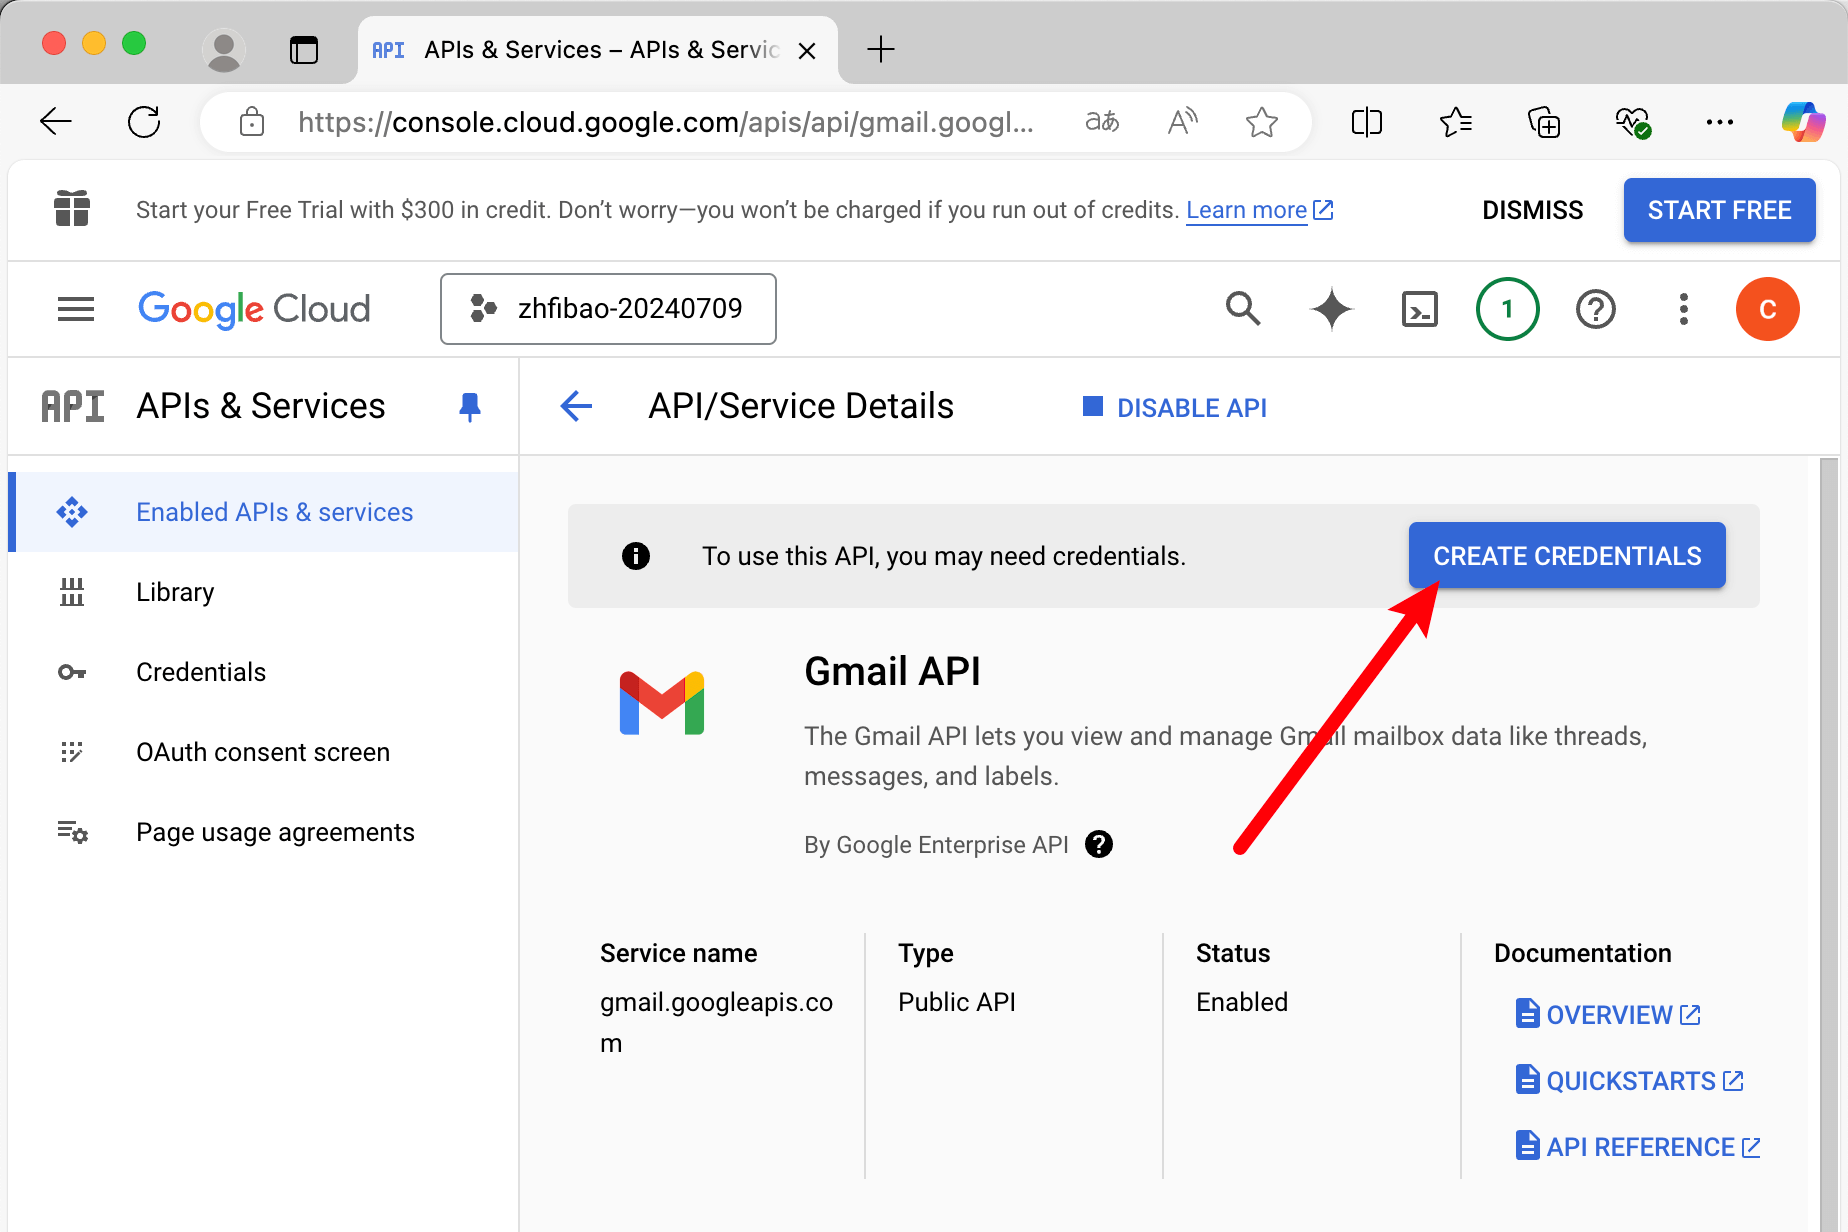 API APIs & Services – APIs & Servic
https://console.cloud.google.com/apis/api/gmail.googl...
aあ
A
Start your Free Trial with $300 in credit. Don’t worry—you won’t be charged if you run out of credits. Learn more
DISMISS
START FREE
Google Cloud
zhfibao-20240709
1
C
API APIs & Services
API/Service Details
DISABLE API
Enabled APIs & services
Library
Credentials
OAuth consent screen
Page usage agreements
To use this API, you may need credentials.
CREATE CREDENTIALS
Gmail API
The Gmail API lets you view and manage Gmail mailbox data like threads,
messages, and labels.
By Google Enterprise API
Service name
gmail.googleapis.co
m
Type
Public API
Status
Enabled
Documentation
OVERVIEW
QUICKSTARTS
API REFERENCE